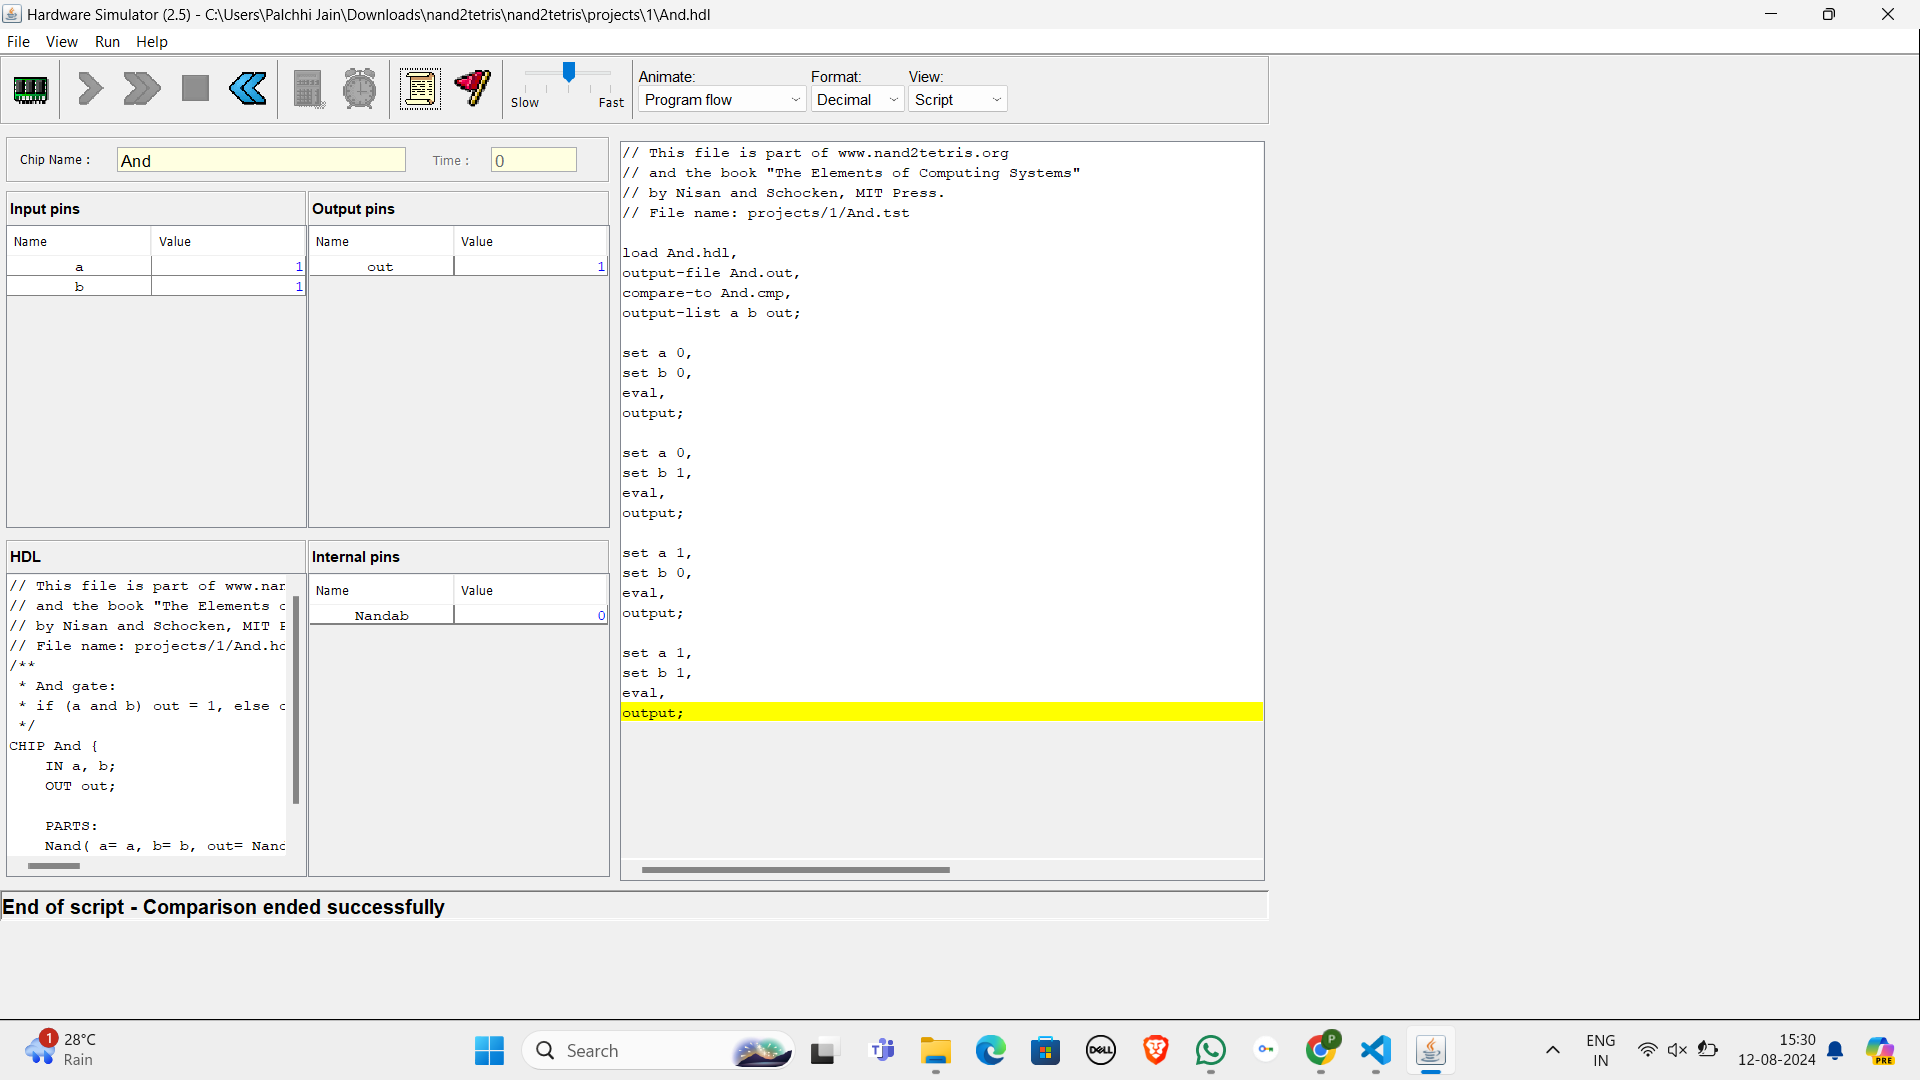 Hardware Simulator (2.5) - C:\Users\Palchhi Jain\Downloads\nand2tetris\nand2tetris\projects\1\And.hdl
File View Run Help
Slow Fast
Animate: Format: View:
Program flow Decimal Script
Chip Name : And Time : 0
Input pins
Name Value
a 1
b 1
Output pins
Name Value
out 1
HDL
// This file is part of www.nan
// and the book "The Elements o
// by Nisan and Schocken, MIT P
// File name: projects/1/And.hd
/**
* And gate:
* if (a and b) out = 1, else o
*/
CHIP And {
IN a, b;
OUT out;
PARTS:
Nand( a= a, b= b, out= Nand
Internal pins
Name Value
Nandab 0
// This file is part of www.nand2tetris.org
// and the book "The Elements of Computing Systems"
// by Nisan and Schocken, MIT Press.
// File name: projects/1/And.tst
load And.hdl,
output-file And.out,
compare-to And.cmp,
output-list a b out;
set a 0,
set b 0,
eval,
output;
set a 0,
set b 1,
eval,
output;
set a 1,
set b 0,
eval,
output;
set a 1,
set b 1,
eval,
output;
End of script - Comparison ended successfully
1 28°C
Rain
Search
DELL
P
ENG
IN
15:30
12-08-2024
PRE